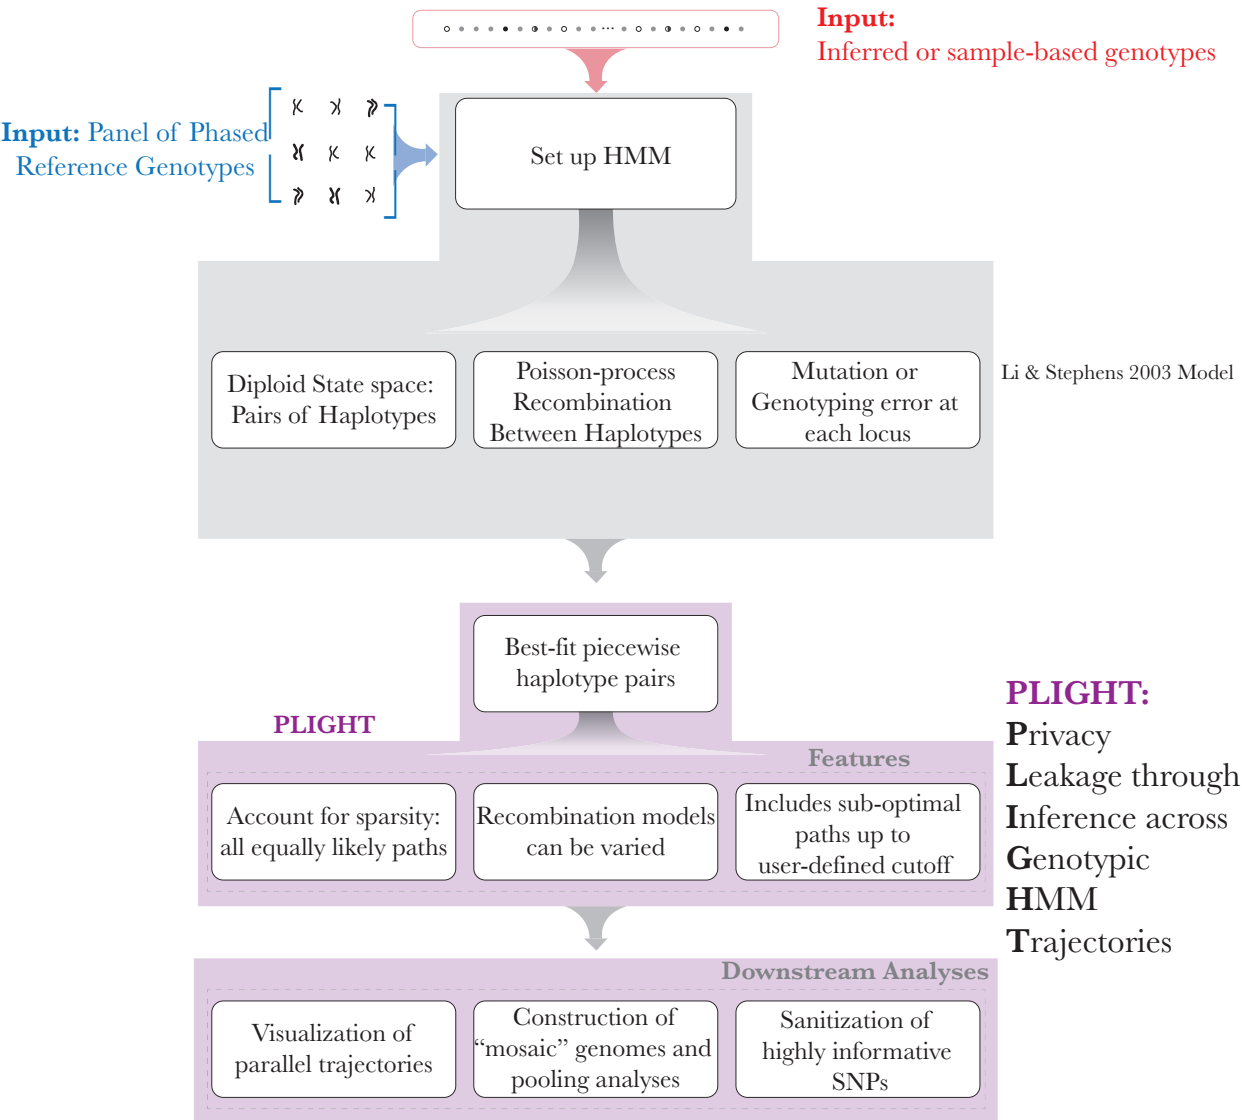 Input:
Inferred or sample-based genotypes
Input: Panel of Phased
Reference Genotypes
Set up HMM
Diploid State space:
Pairs of Haplotypes
Poisson-process
Recombination
Between Haplotypes
Mutation or
Genotyping error at
each locus
Li & Stephens 2003 Model
Best-fit piecewise
haplotype pairs
PLIGHT
Features
Account for sparsity:
all equally likely paths
Recombination models
can be varied
Includes sub-optimal
paths up to
user-defined cutoff
PLIGHT:
Privacy
Leakage through
Inference across
Genotypic
HMM
Trajectories
Downstream Analyses
Visualization of
parallel trajectories
Construction of
“mosaic” genomes and
pooling analyses
Sanitization of
highly informative
SNPs